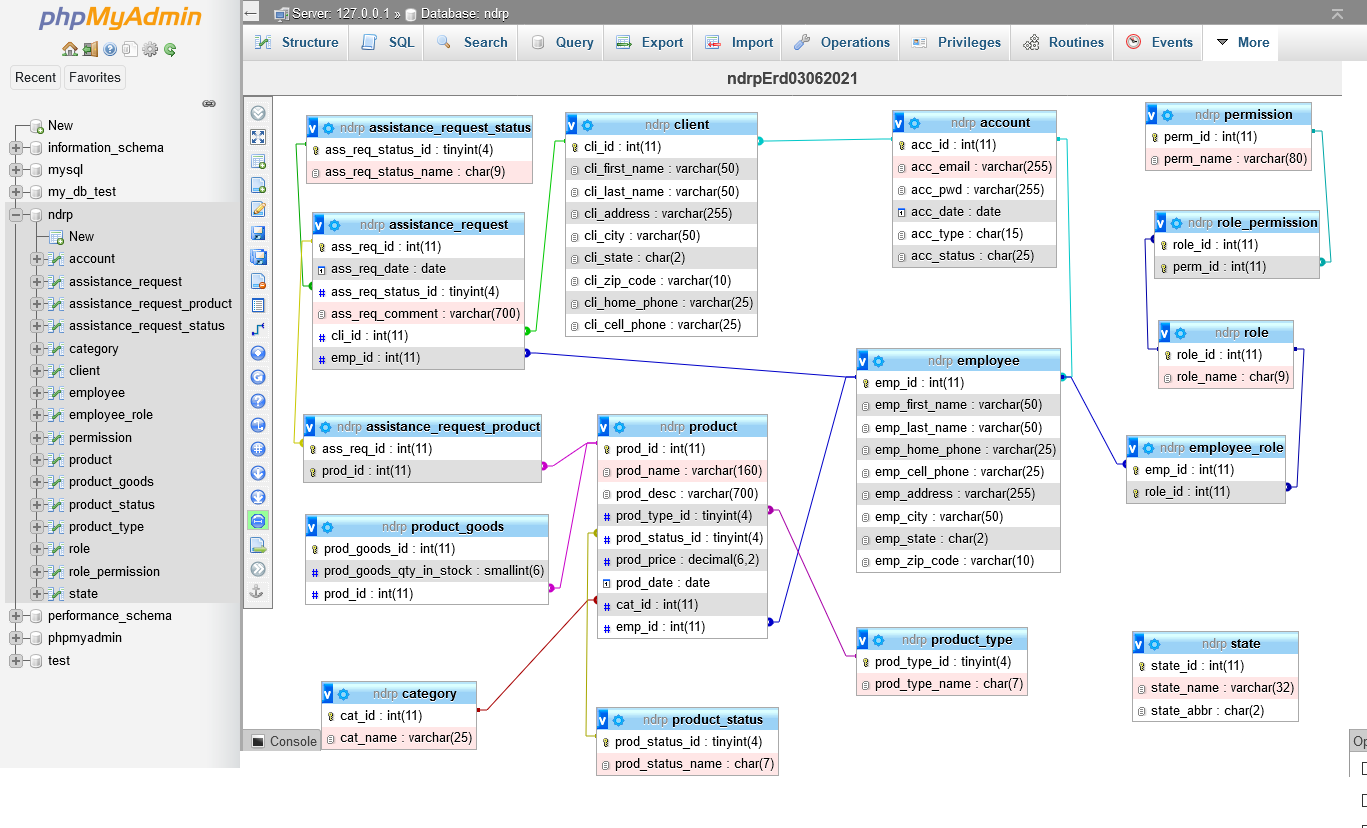 phpMyAdmin
Recent
Favorites
New
information_schema
mysql
my_db_test
ndrp
New
account
assistance_request
assistance_request_product
assistance_request_status
category
client
employee
employee_role
permission
product
product_goods
product_status
product_type
role
role_permission
state
performance_schema
phpmyadmin
test
Server: 127.0.0.1 » Database: ndrp
Structure SQL Search Query Export Import Operations Privileges Routines Events More
ndrpErd03062021
v ndrp assistance_request_status
ass_req_status_id : tinyint(4)
ass_req_status_name : char(9)
v ndrp assistance_request
ass_req_id : int(11)
ass_req_date : date
# ass_req_status_id : tinyint(4)
ass_req_comment : varchar(700)
# cli_id : int(11)
# emp_id : int(11)
v ndrp assistance_request_product
ass_req_id : int(11)
prod_id : int(11)
v ndrp product_goods
prod_goods_id : int(11)
# prod_goods_qty_in_stock : smallint(6)
# prod_id : int(11)
v ndrp category
cat_id : int(11)
cat_name : varchar(25)
v ndrp client
cli_id : int(11)
cli_first_name : varchar(50)
cli_last_name : varchar(50)
cli_address : varchar(255)
cli_city : varchar(50)
cli_state : char(2)
cli_zip_code : varchar(10)
cli_home_phone : varchar(25)
cli_cell_phone : varchar(25)
v ndrp product
prod_id : int(11)
prod_name : varchar(160)
prod_desc : varchar(700)
# prod_type_id : tinyint(4)
# prod_status_id : tinyint(4)
# prod_price : decimal(6,2)
prod_date : date
# cat_id : int(11)
# emp_id : int(11)
v ndrp product_status
prod_status_id : tinyint(4)
prod_status_name : char(7)
v ndrp account
acc_id : int(11)
acc_email : varchar(255)
acc_pwd : varchar(255)
acc_date : date
acc_type : char(15)
acc_status : char(25)
v ndrp employee
emp_id : int(11)
emp_first_name : varchar(50)
emp_last_name : varchar(50)
emp_home_phone : varchar(25)
emp_cell_phone : varchar(25)
emp_address : varchar(255)
emp_city : varchar(50)
emp_state : char(2)
emp_zip_code : varchar(10)
v ndrp product_type
prod_type_id : tinyint(4)
prod_type_name : char(7)
v ndrp permission
perm_id : int(11)
perm_name : varchar(80)
v ndrp role_permission
role_id : int(11)
perm_id : int(11)
v ndrp role
role_id : int(11)
role_name : char(9)
v ndrp employee_role
emp_id : int(11)
role_id : int(11)
v ndrp state
state_id : int(11)
state_name : varchar(32)
state_abbr : char(2)
Console